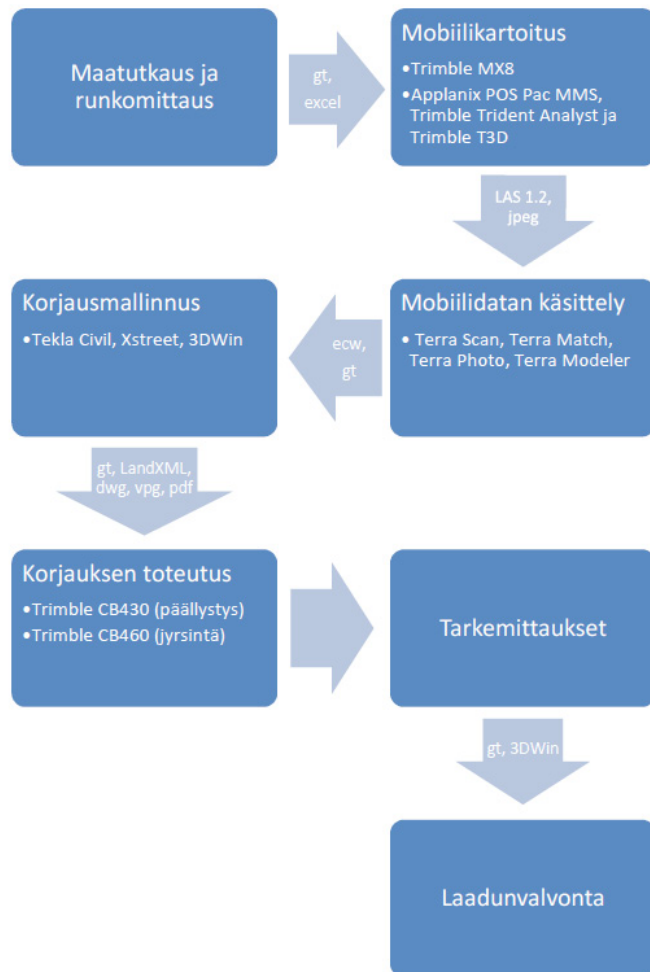 Maatutkaus ja
runkomittaus
gt,
excel
Mobiilikartoitus
•Trimble MX8
•Applanix POS Pac MMS,
Trimble Trident Analyst ja
Trimble T3D
LAS 1.2,
jpeg
Mobiilidatan käsittely
• Terra Scan, Terra Match,
Terra Photo, Terra Modeler
ecw,
gt
Korjausmallinnus
•Tekla Civil, Xstreet, 3DWin
gt, LandXML,
dwg, vpg, pdf
Korjauksen toteutus
•Trimble CB430 (päällystys)
•Trimble CB460 (jyrsintä)
Tarkemittaukset
gt, 3DWin
Laadunvalvonta